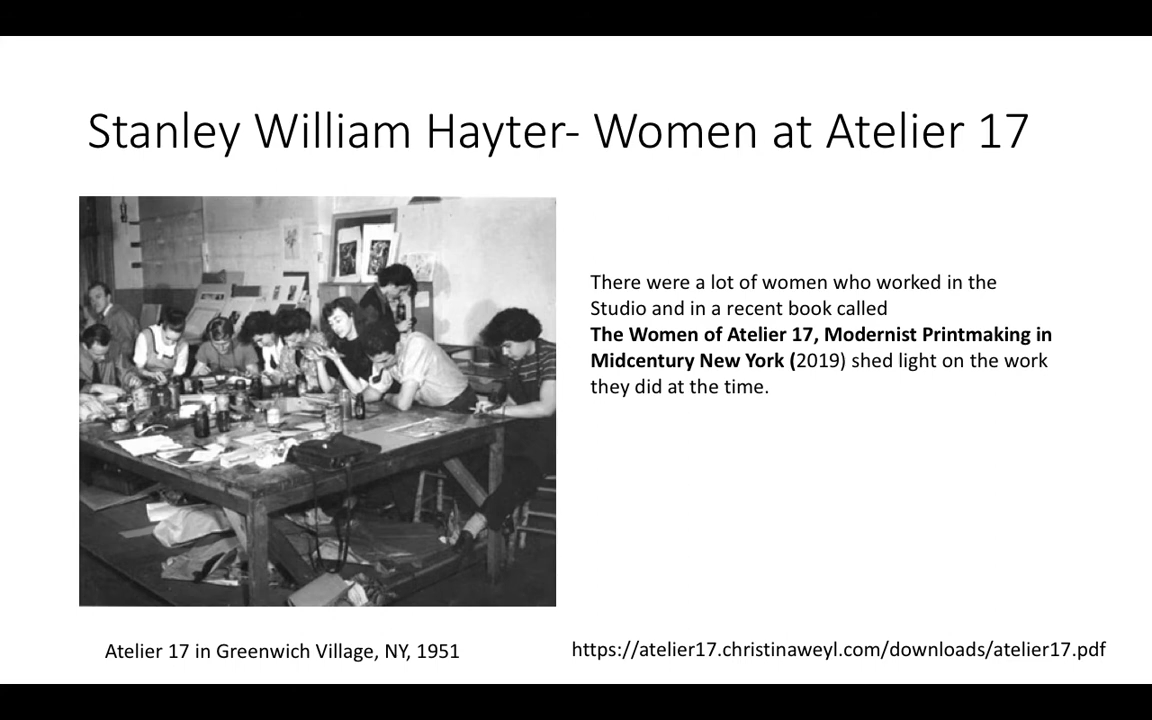 Stanley William Hayter- Women at Atelier 17
There were a lot of women who worked in the
Studio and in a recent book called
The Women of Atelier 17, Modernist Printmaking in
Midcentury New York (2019) shed light on the work
they did at the time.
Atelier 17 in Greenwich Village, NY, 1951
https://atelier17.christinaweyl.com/downloads/atelier17.pdf